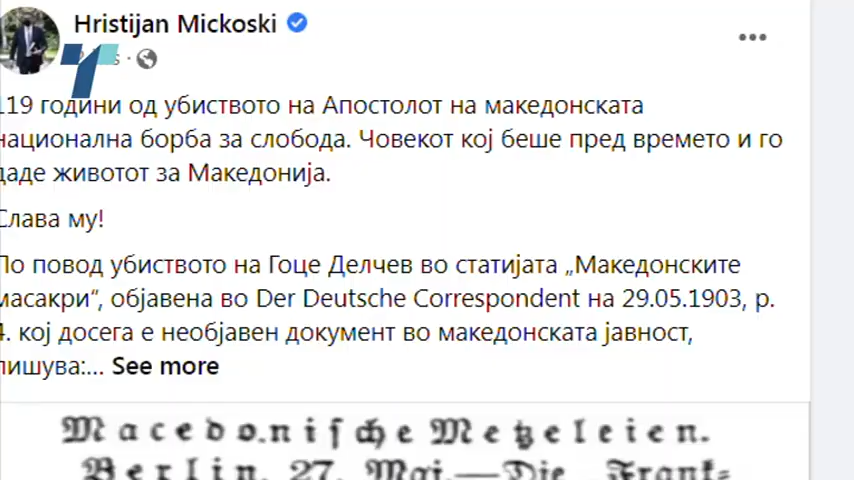 Hristijan Mickoski
119 години од убиството на Апостолот на македонската
национална борба за слобода. Човекот кој беше пред времето и го
даде животот за Македонија.
Слава му!
По повод убиството на Гоце Делчев во статијата „Македонските
масакри“, објавена во Der Deutsche Correspondent на 29.05.1903, р.
4. кој досега е необјавен документ во македонската јавност,
пишува:... See more
Macedonische Metzeleien.
Berlin, 27. Mai.—Die „Frank=